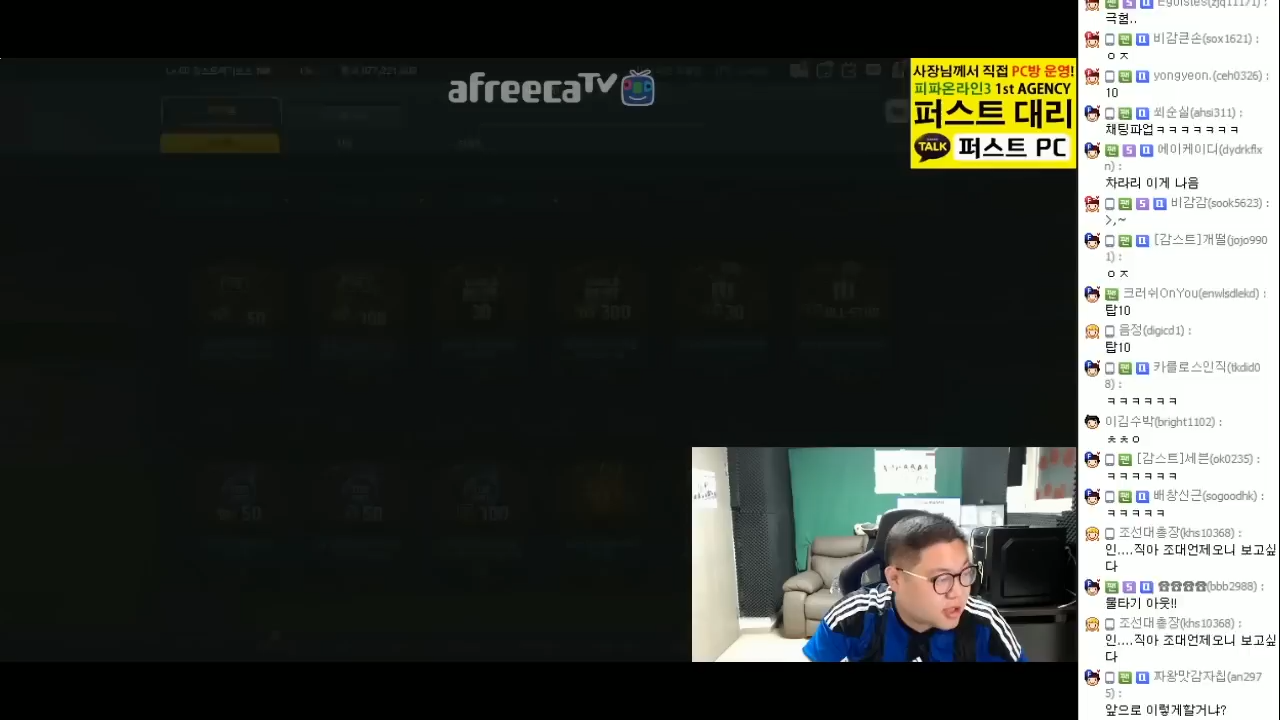 afreecaTV
사장님께서 직접 PC방 운영!
피파온라인3 1st AGENCY
퍼스트 대리
TALK 퍼스트 PC
50
100
30
300
30
50
50
100
극혐..
비감큰손(sox1621) :
ㅇㅈ
yongyeon.(ceh0326) :
10
쐬순실(ahsi311) :
채팅파업ㅋㅋㅋㅋㅋㅋㅋ
에이케이디(dydrkflx
n) :
차라리 이게 나음
비감감(sook5623) :
>,~
[감스트]개떨(jojo990
1) :
ㅇㅈ
크러쉬OnYou(enwlsdlekd) :
탑10
음정(digicd1) :
탑10
카를로스인직(tkdid0
8) :
ㅋㅋㅋㅋㅋㅋ
이김수박(bright1102) :
ㅊㅊㅇ
[감스트]세븐(ok0235) :
ㅋㅋㅋㅋㅋㅋ
배창신근(sogoodhk) :
ㅋㅋㅋㅋㅋ
조선대총장(khs10368) :
인....직아 조대언제오니 보고싶
다
☎☎☎☎(bbb2988) :
물타기 아웃!!
조선대총장(khs10368) :
인....직아 조대언제오니 보고싶
다
짜왕맛감자칩(an297
5) :
앞으로 이렇게할거냐?